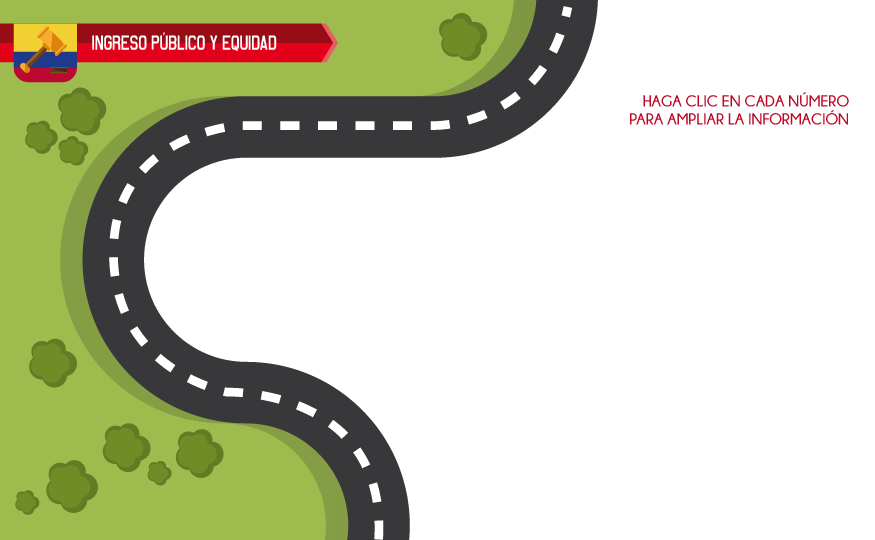 INGRESO PÚBLICO Y EQUIDAD
HAGA CLIC EN CADA NÚMERO
PARA AMPLIAR LA INFORMACIÓN